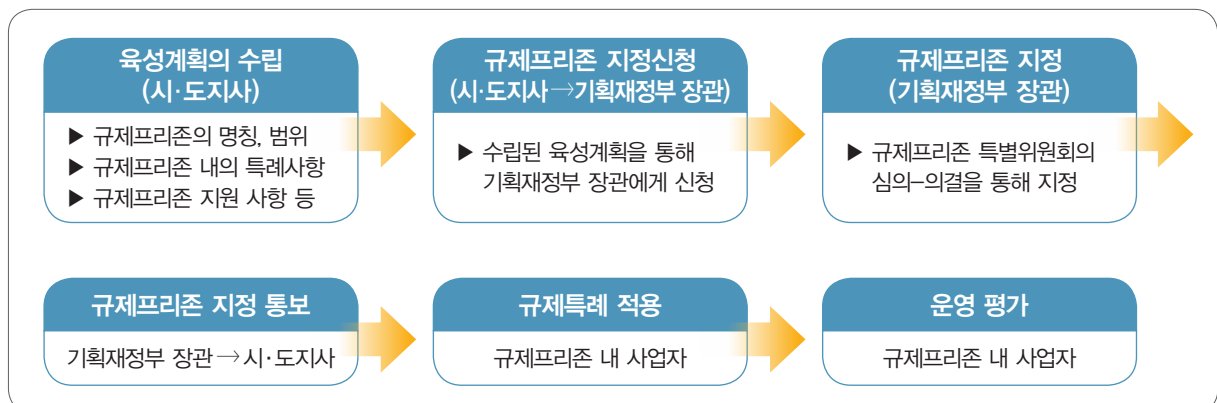 육성계획의 수립
(시·도지사)
▶ 규제프리존의 명칭, 범위
▶ 규제프리존 내의 특례사항
▶ 규제프리존 지원 사항 등
규제프리존 지정신청
(시·도지사→기획재정부 장관)
▶ 수립된 육성계획을 통해
기획재정부 장관에게 신청
규제프리존 지정
(기획재정부 장관)
▶ 규제프리존 특별위원회의
심의-의결을 통해 지정
규제프리존 지정 통보
기획재정부 장관→시·도지사
규제특례 적용
규제프리존 내 사업자
운영 평가
규제프리존 내 사업자